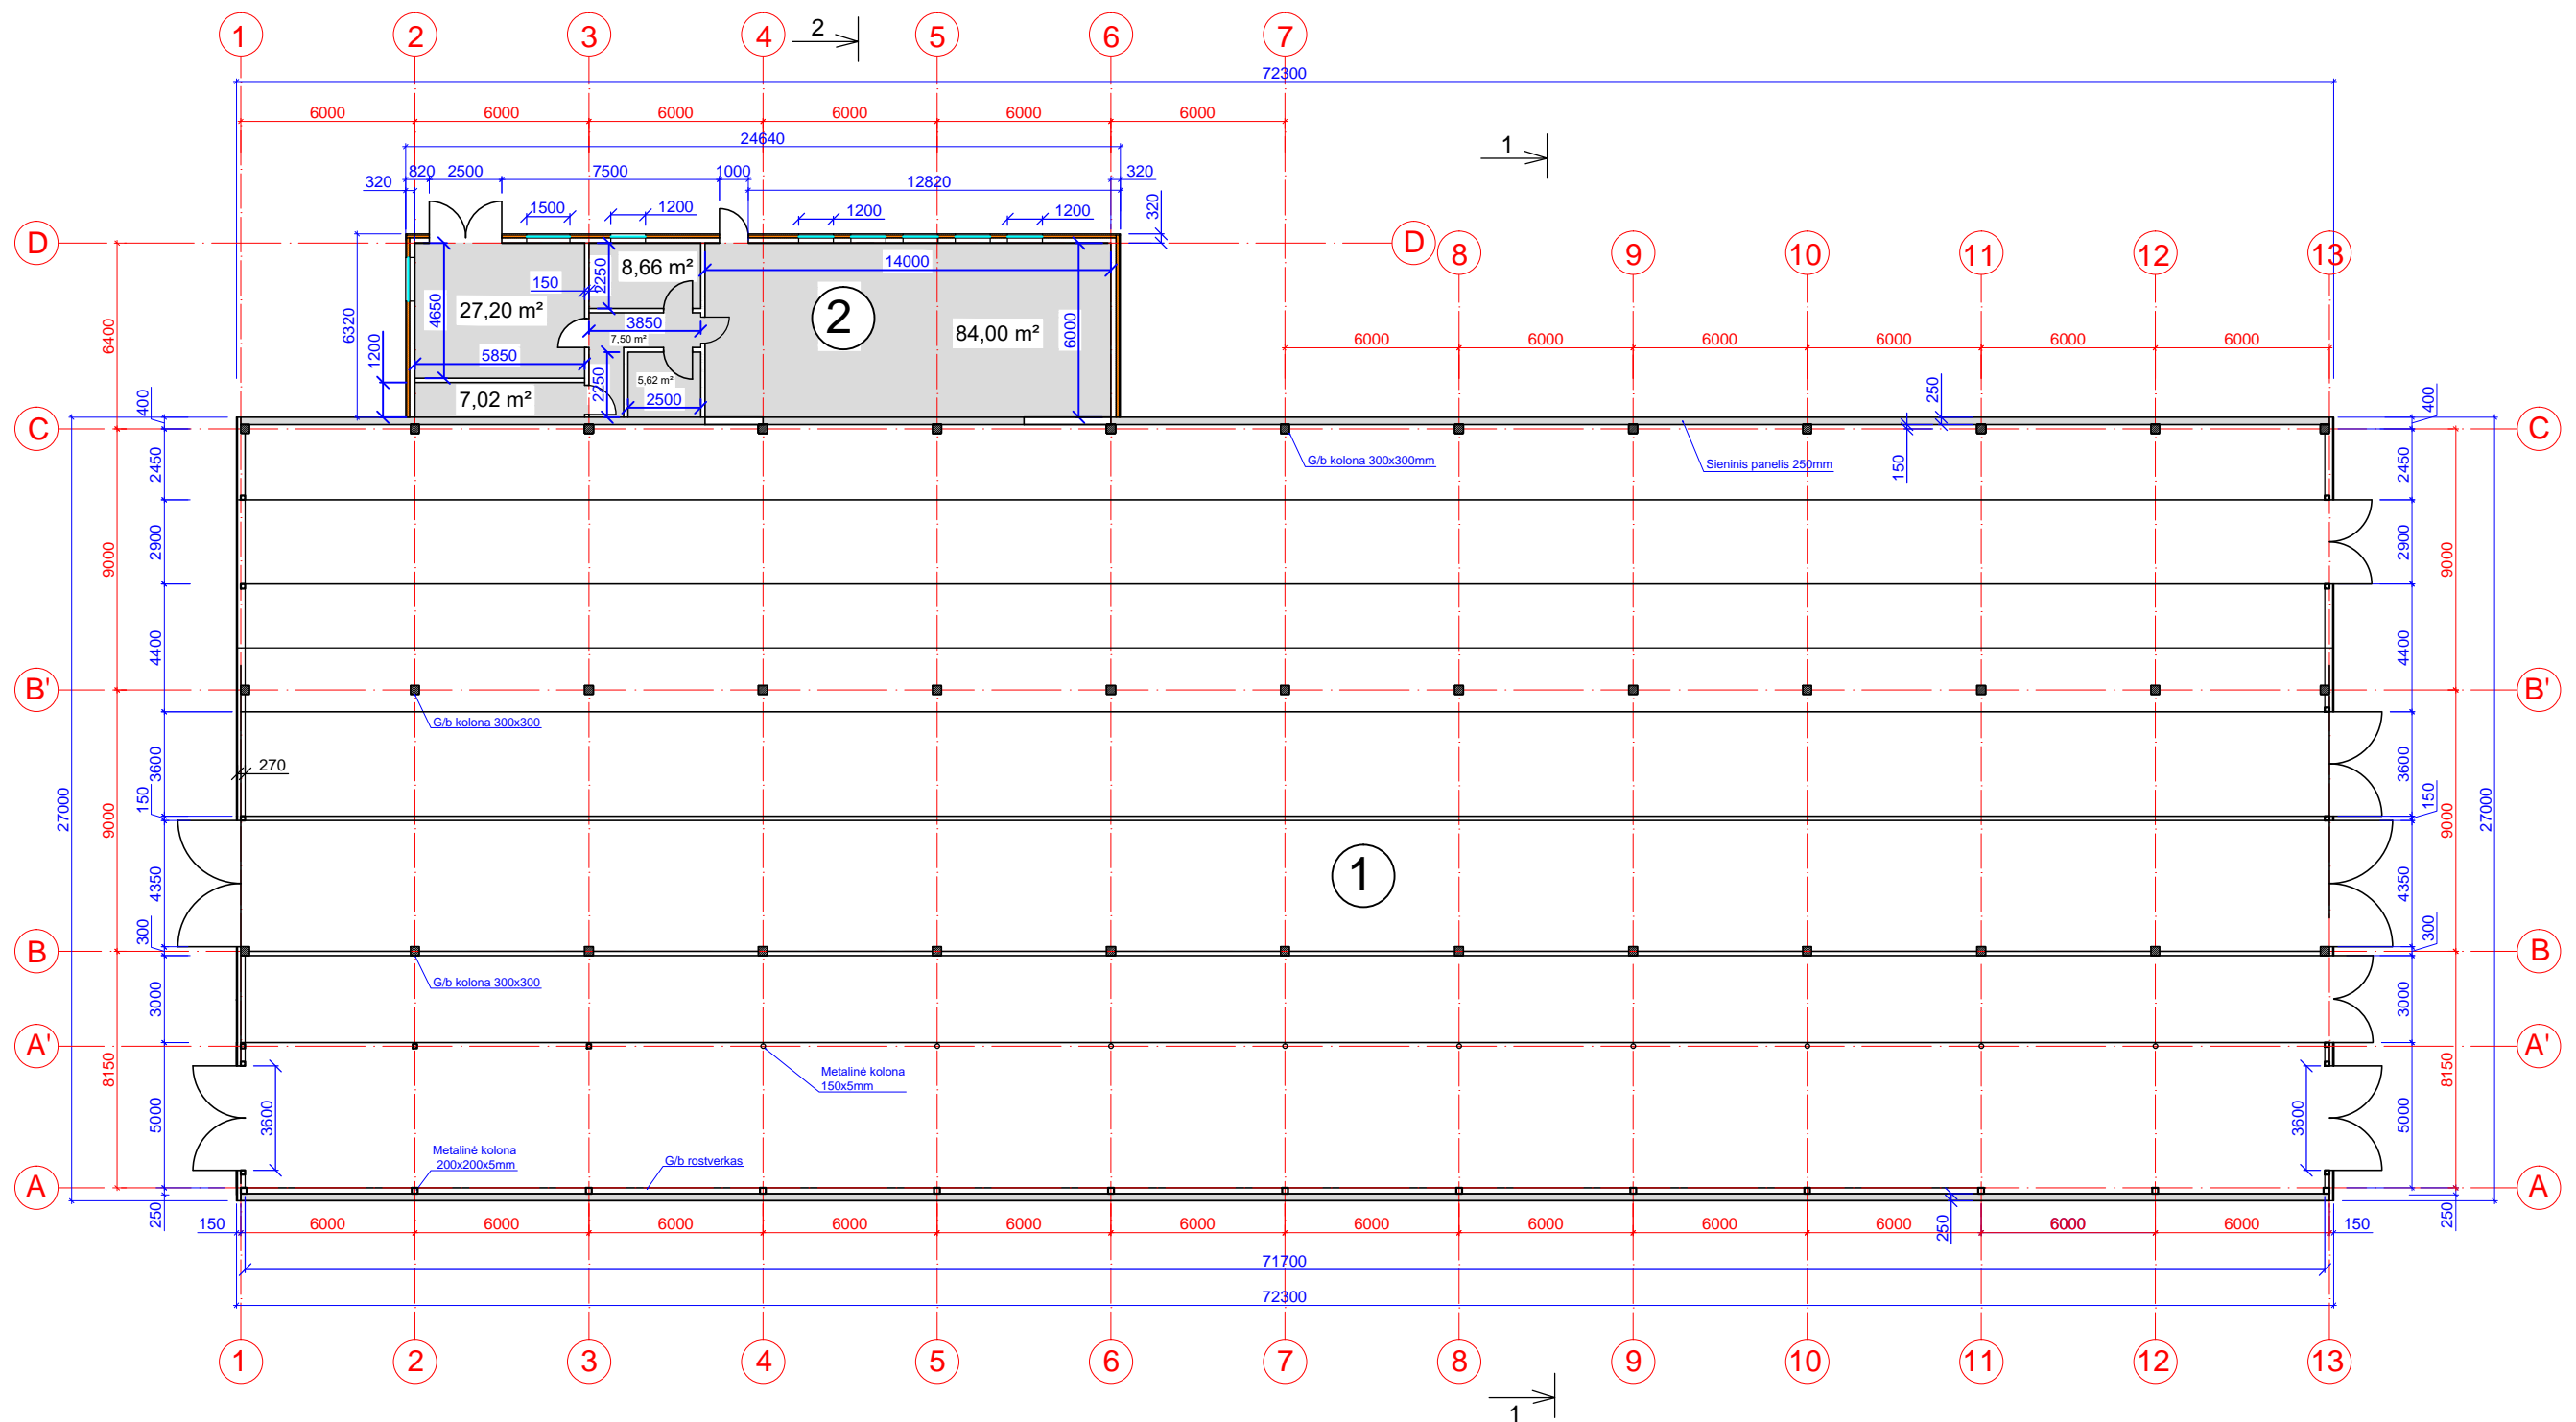 1 2 3 4 5 6 7
2
72300
6000 6000 6000 6000 6000 6000
24640
1
320 820 2500 7500 1000 12820 320
1500 1200 1200 1200 320
D D 8 9 10 11 12 13
6320 6400 1200
4650 150 2250 8,66 m² 14000
27,20 m² 2 84,00 m² 6000
3850
7,50 m²
5850
7,02 m² 2250 5,62 m²
2500
6000 6000 6000 6000 6000 6000
250 400
400
C C
G/b kolona 300x300mm
Sieninis panelis 250mm
150
2450 2450
2900 2900
9000 9000
4400 4400
B' B'
G/b kolona 300x300
270
3600 3600
150 150
27000 9000 9000 27000
4350 1 4350
300 300
B B
G/b kolona 300x300
3000 3000
A' A'
Metalinė kolona
150x5mm
8150 5000 3600 3600 5000 8150
Metalinė kolona
200x200x5mm
G/b rostverkas
A A
250 250 250
150 6000 6000 6000 6000 6000 6000 6000 6000 6000 6000 6000 6000 150
71700
72300
1 2 3 4 5 6 7 8 9 10 11 12 13
1